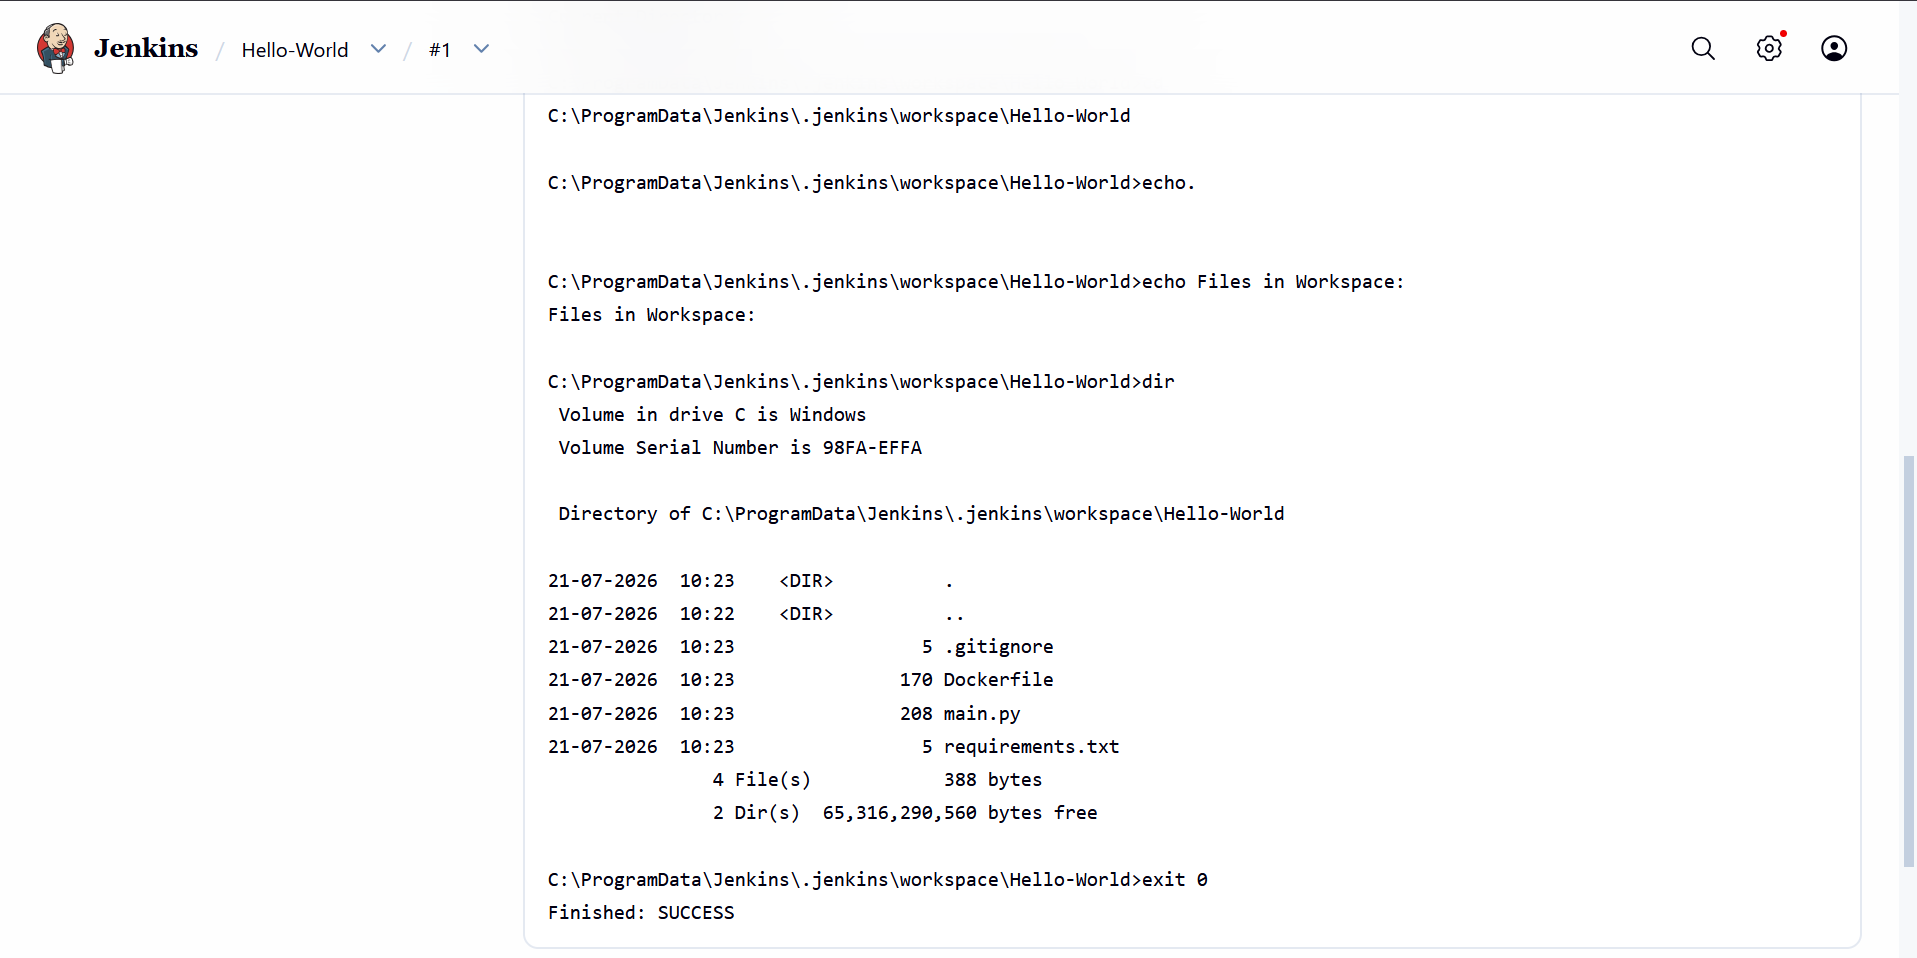 Jenkins / Hello-World / #1
C:\ProgramData\Jenkins\.jenkins\workspace\Hello-World
C:\ProgramData\Jenkins\.jenkins\workspace\Hello-World>echo.
C:\ProgramData\Jenkins\.jenkins\workspace\Hello-World>echo Files in Workspace:
Files in Workspace:
C:\ProgramData\Jenkins\.jenkins\workspace\Hello-World>dir
 Volume in drive C is Windows
 Volume Serial Number is 98FA-EFFA
 Directory of C:\ProgramData\Jenkins\.jenkins\workspace\Hello-World
21-07-2026  10:23    <DIR>          .
21-07-2026  10:22    <DIR>          ..
21-07-2026  10:23                 5 .gitignore
21-07-2026  10:23               170 Dockerfile
21-07-2026  10:23               208 main.py
21-07-2026  10:23                 5 requirements.txt
               4 File(s)            388 bytes
               2 Dir(s)  65,316,290,560 bytes free
C:\ProgramData\Jenkins\.jenkins\workspace\Hello-World>exit 0
Finished: SUCCESS